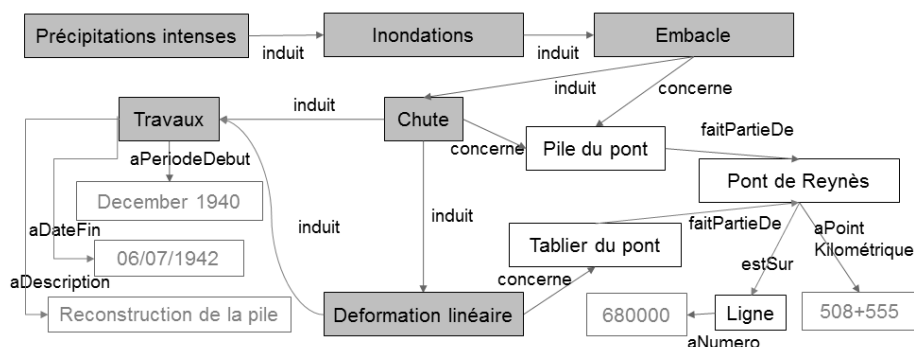 Précipitations intenses
induit
Inondations
induit
Embacle
induit
concerne
Travaux
induit
Chute
concerne
Pile du pont
faitPartieDe
aPeriodeDebut
December 1940
Pont de Reynès
aDateFin
06/07/1942
induit
induit
Tablier du pont
faitPartieDe
aPoint
Kilométrique
estSur
aDescription
concerne
Reconstruction de la pile
Deformation linéaire
680000
Ligne
508+555
aNumero